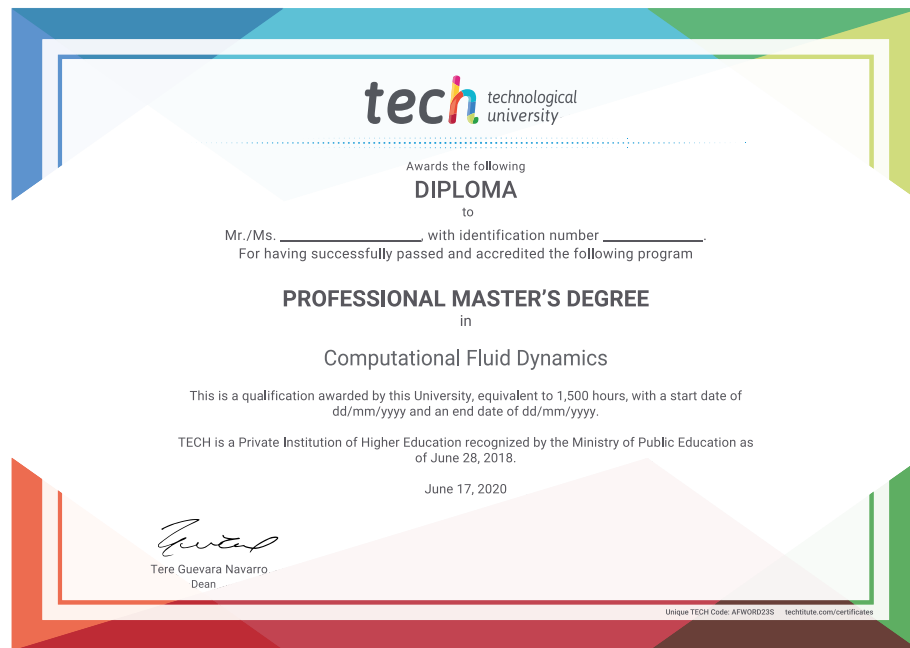 tech technological
university
Awards the following
DIPLOMA
to
Mr./Ms. ____________________, with identification number ______________.
For having successfully passed and accredited the following program
PROFESSIONAL MASTER'S DEGREE
in
Computational Fluid Dynamics
This is a qualification awarded by this University, equivalent to 1,500 hours, with a start date of
dd/mm/yyyy and an end date of dd/mm/yyyy.
TECH is a Private Institution of Higher Education recognized by the Ministry of Public Education as
of June 28, 2018.
June 17, 2020
Tere Guevara Navarro
Dean
Unique TECH Code: AFWORD23S techtitute.com/certificates